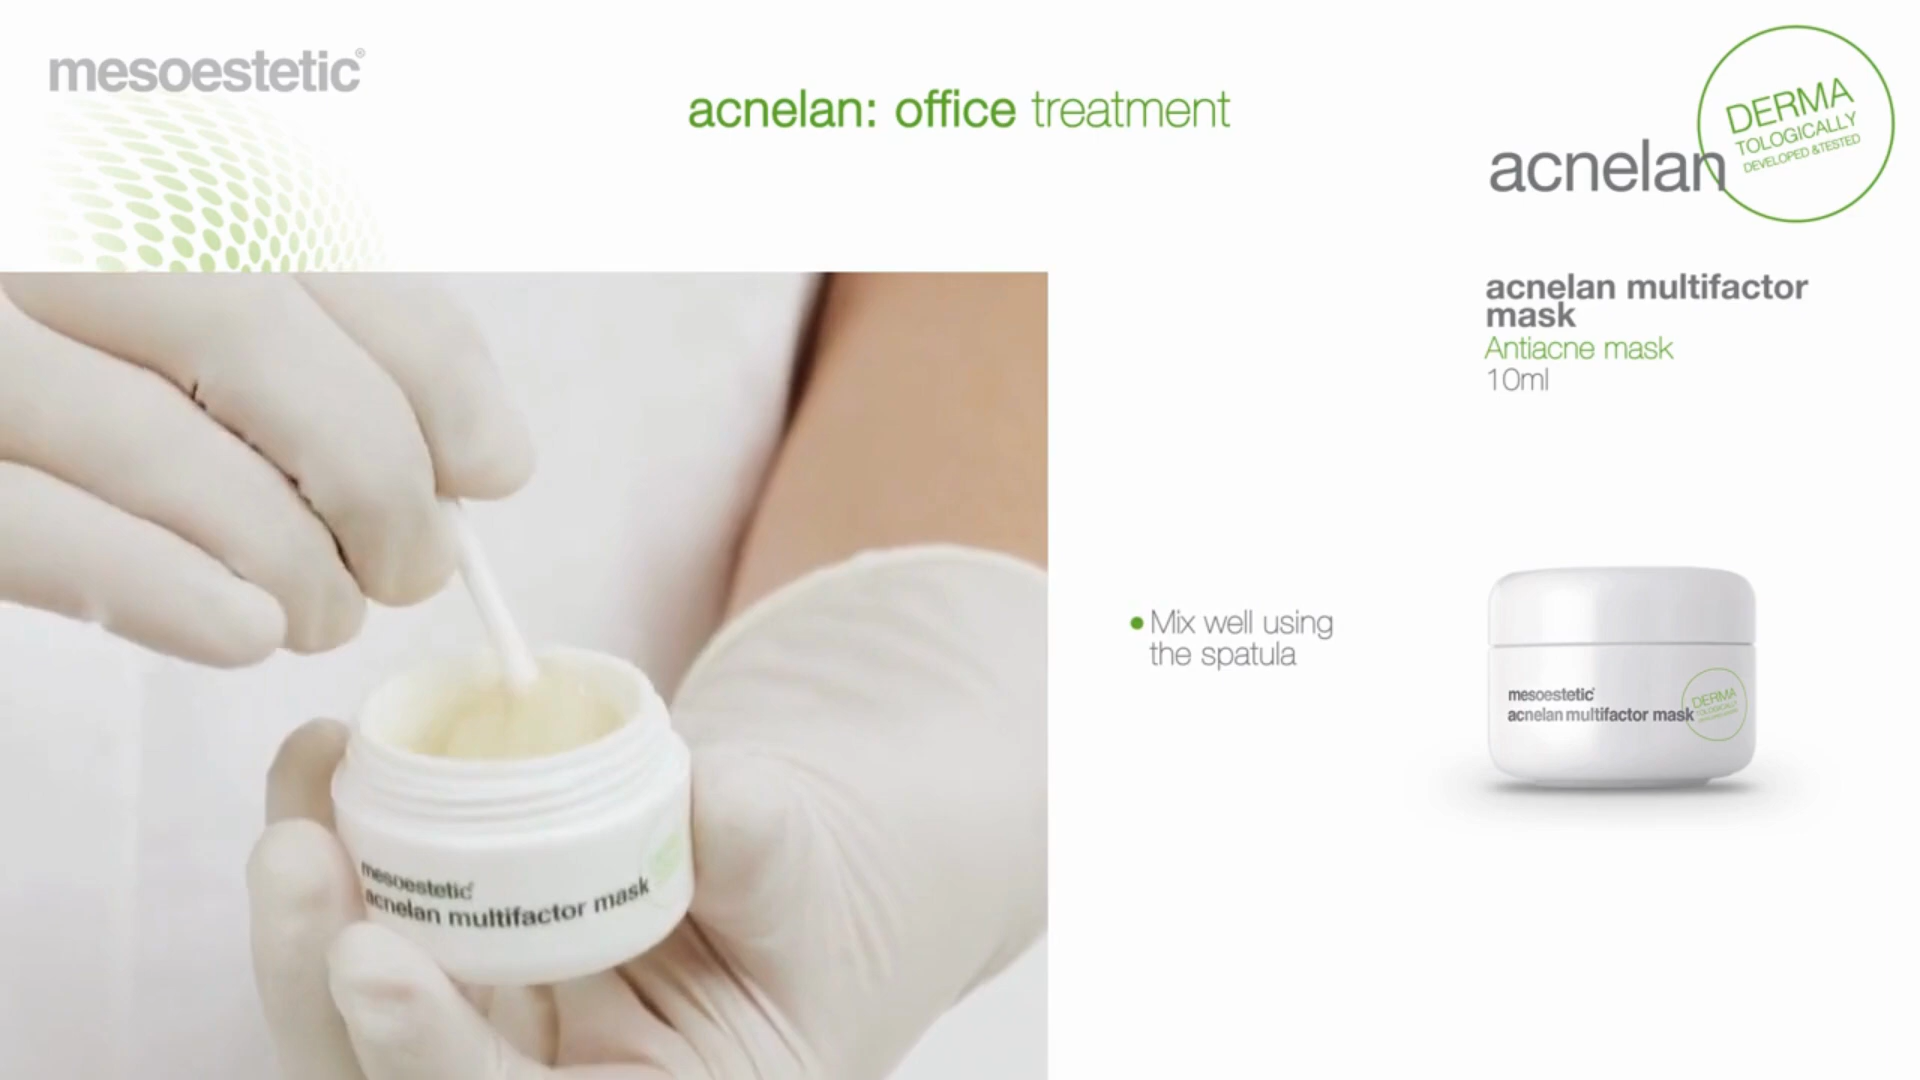 mesoestetic®
acnelan: office treatment
DERMA
TOLOGICALLY
DEVELOPED &TESTED
acnelan
acnelan multifactor
mask
Antiacne mask
10ml
• Mix well using
the spatula
mesoestetic
acnelan multifactor mask
DERMA
TOLOGICALLY
mesoestetic
acnelan multifactor mask